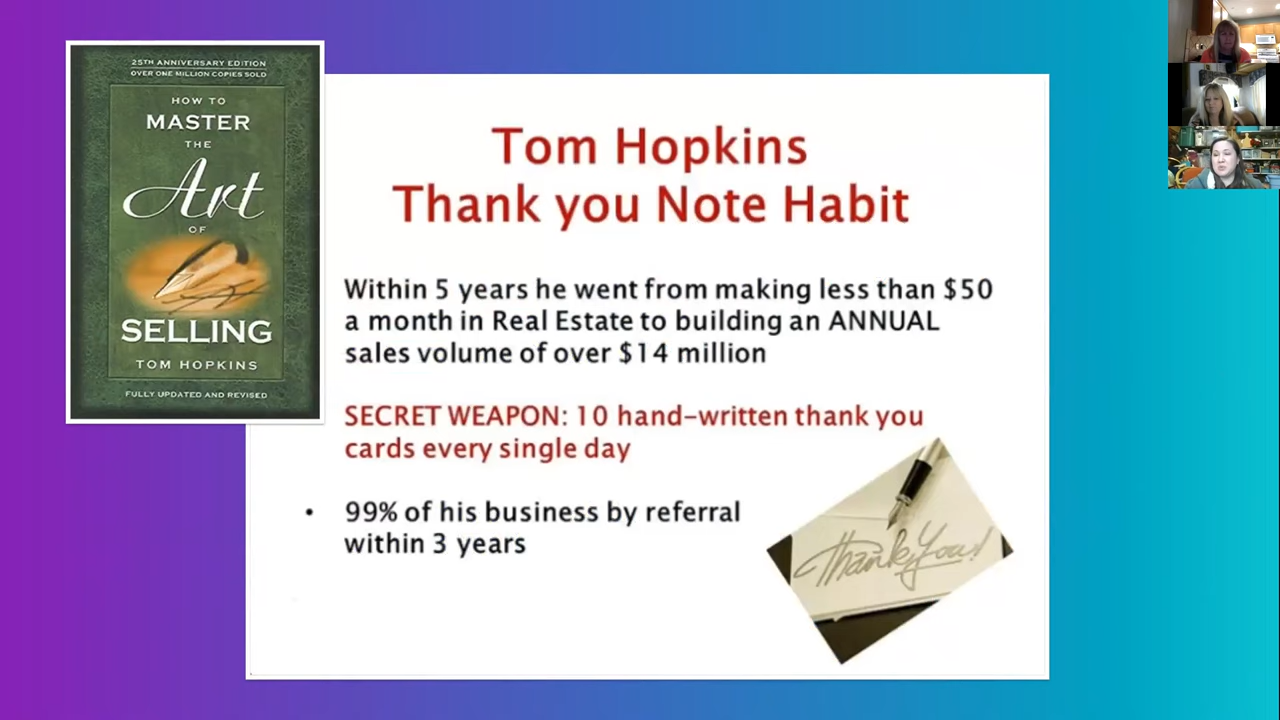 25TH ANNIVERSARY EDITION
OVER ONE MILLION COPIES SOLD
HOW TO
MASTER
THE
Art
OF
SELLING
TOM HOPKINS
FULLY UPDATED AND REVISED
Tom Hopkins
Thank you Note Habit
Within 5 years he went from making less than $50
a month in Real Estate to building an ANNUAL
sales volume of over $14 million
SECRET WEAPON: 10 hand-written thank you
cards every single day
• 99% of his business by referral
within 3 years
Thank You!